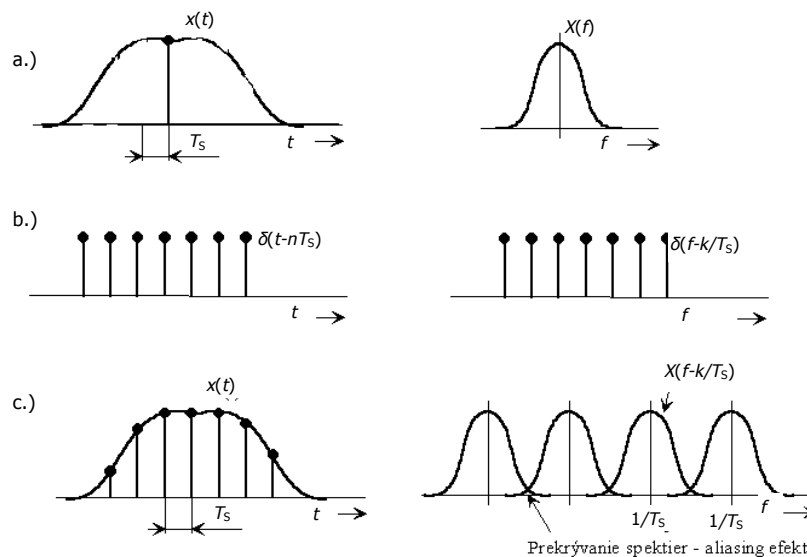 x(t)
X(f)
a.)
T_S
t
f
b.)
δ(t-nT_S)
δ(f-k/T_S)
t
f
c.)
x(t)
X(f-k/T_S)
T_S
t
1/T_S
1/T_S
f
Prekrývanie spektier - aliasing efekt